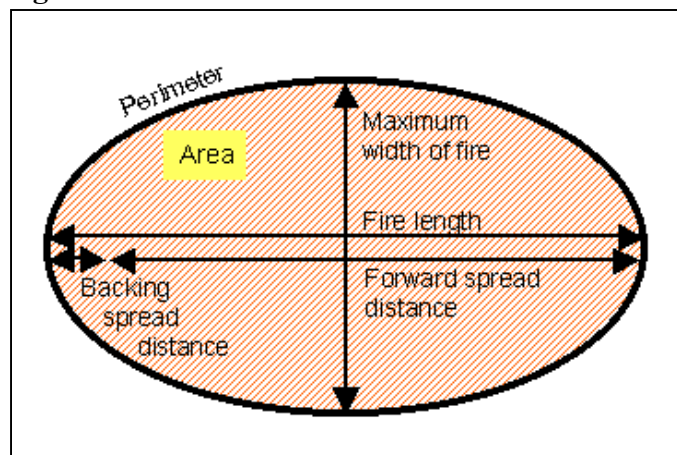 Perimeter
Area
Maximum
width of fire
Fire length
Backing
spread
distance
Forward spread
distance